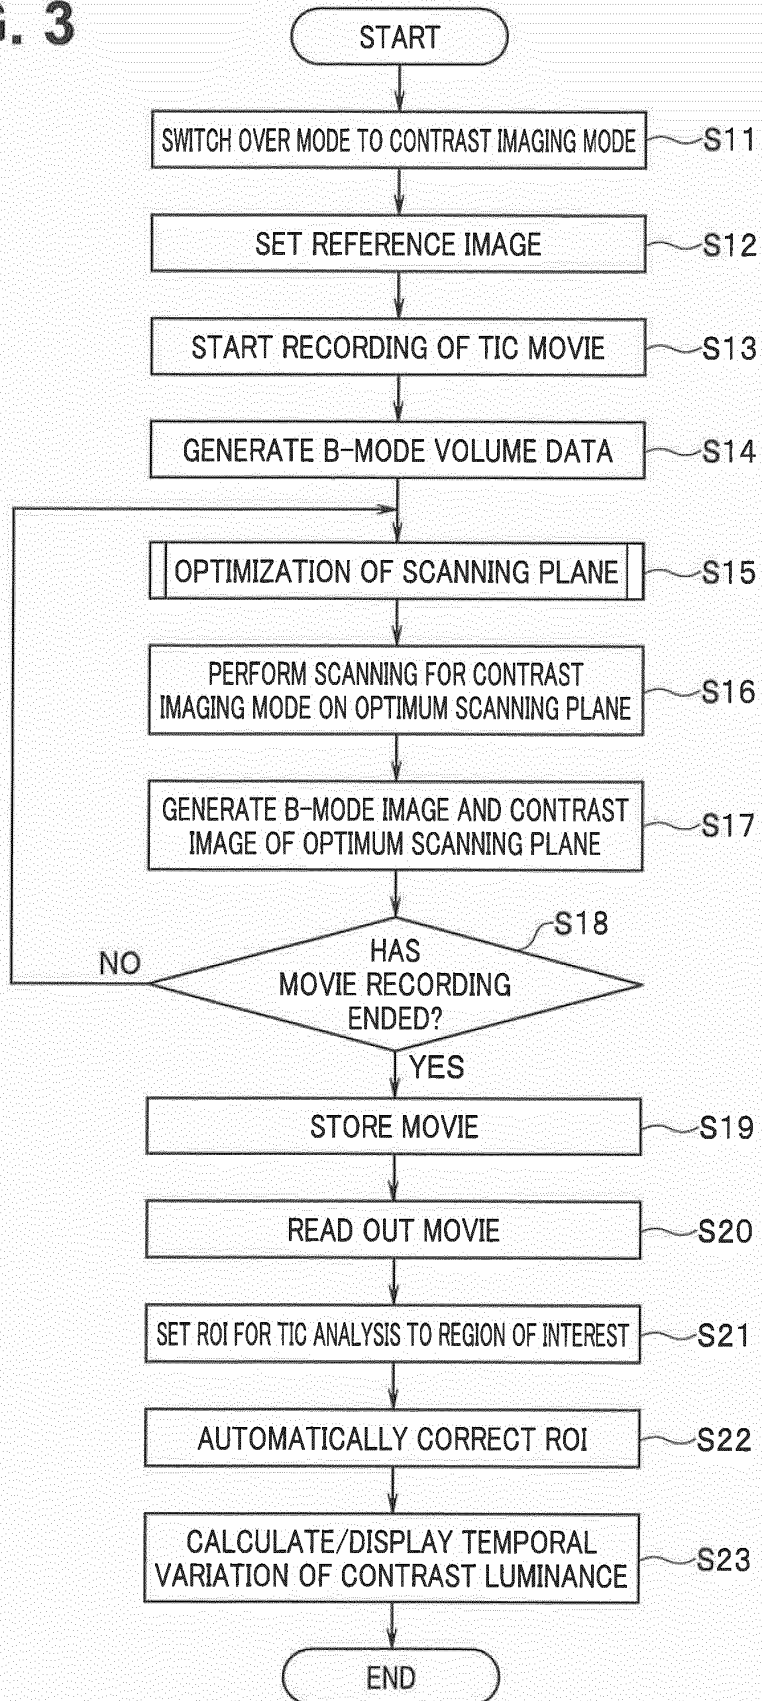 G. 3
START
SWITCH OVER MODE TO CONTRAST IMAGING MODE
S11
SET REFERENCE IMAGE
S12
START RECORDING OF TIC MOVIE
S13
GENERATE B-MODE VOLUME DATA
S14
OPTIMIZATION OF SCANNING PLANE
S15
PERFORM SCANNING FOR CONTRAST
IMAGING MODE ON OPTIMUM SCANNING PLANE
S16
GENERATE B-MODE IMAGE AND CONTRAST
IMAGE OF OPTIMUM SCANNING PLANE
S17
S18
HAS
MOVIE RECORDING
ENDED?
NO
YES
STORE MOVIE
S19
READ OUT MOVIE
S20
SET ROI FOR TIC ANALYSIS TO REGION OF INTEREST
S21
AUTOMATICALLY CORRECT ROI
S22
CALCULATE/DISPLAY TEMPORAL
VARIATION OF CONTRAST LUMINANCE
S23
END